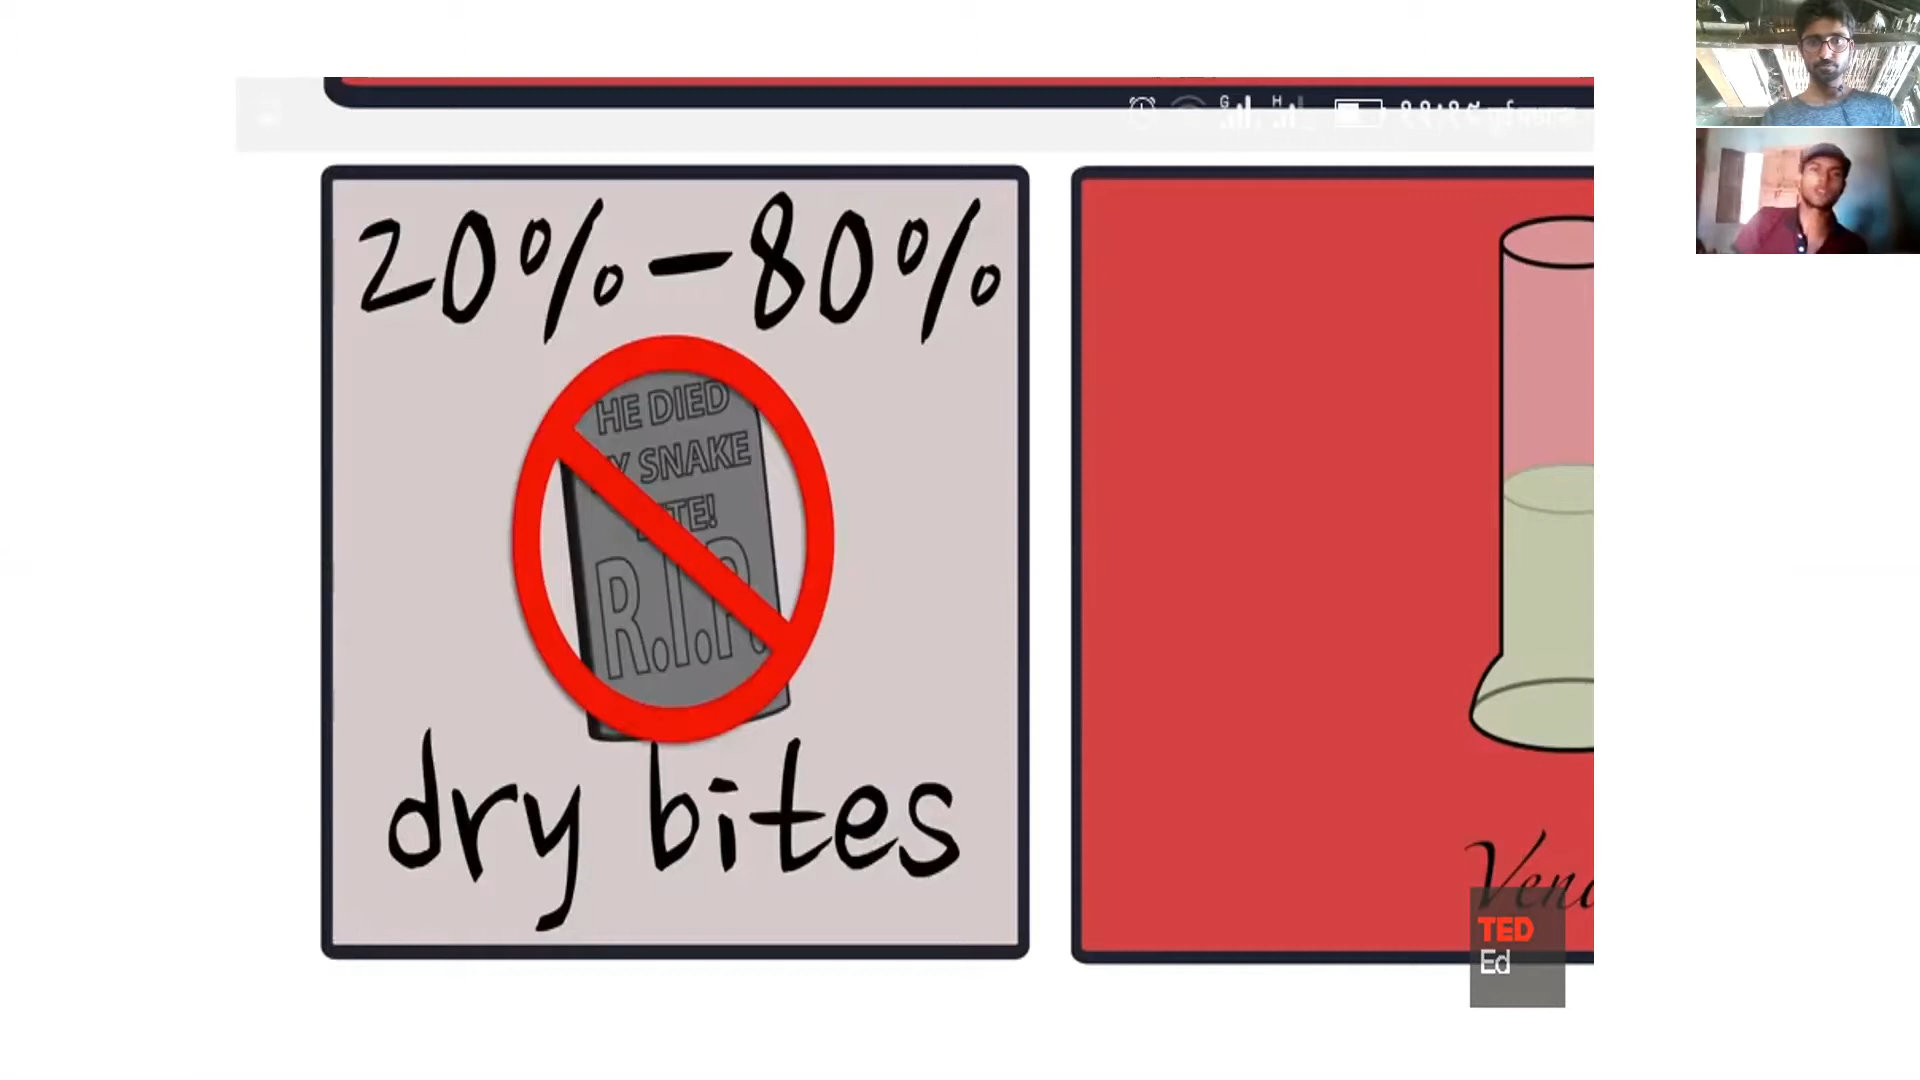 G H
20%-80%
HE DIED
SNAKE
R.I.P.
dry bites
TED
Ed